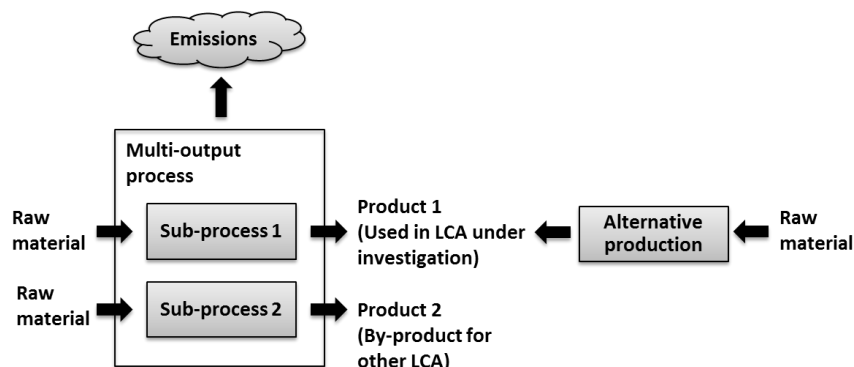 Emissions
Multi-output
process
Raw
material
Sub-process 1
Product 1
(Used in LCA under
investigation)
Alternative
production
Raw
material
Raw
material
Sub-process 2
Product 2
(By-product for
other LCA)